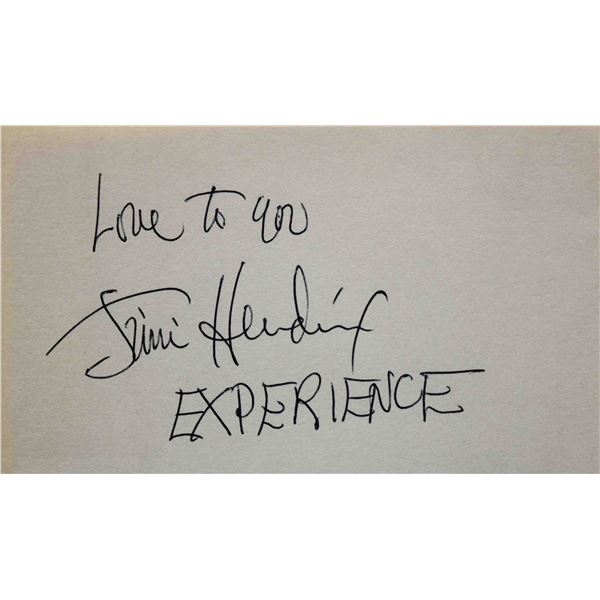 Love to you
Jimi Hendrix
EXPERIENCE